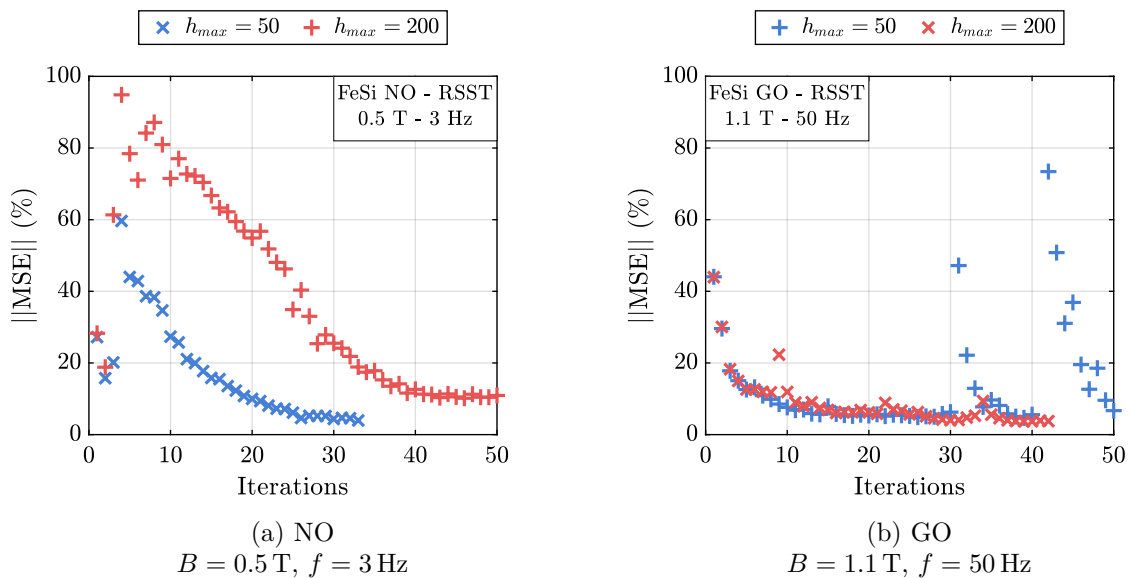 h_max = 50 h_max = 200
FeSi NO - RSST
0.5 T - 3 Hz
||MSE|| (%)
100
80
60
40
20
0
0 10 20 30 40 50
Iterations
(a) NO
B = 0.5 T, f = 3 Hz
h_max = 50 h_max = 200
FeSi GO - RSST
1.1 T - 50 Hz
||MSE|| (%)
100
80
60
40
20
0
0 10 20 30 40 50
Iterations
(b) GO
B = 1.1 T, f = 50 Hz